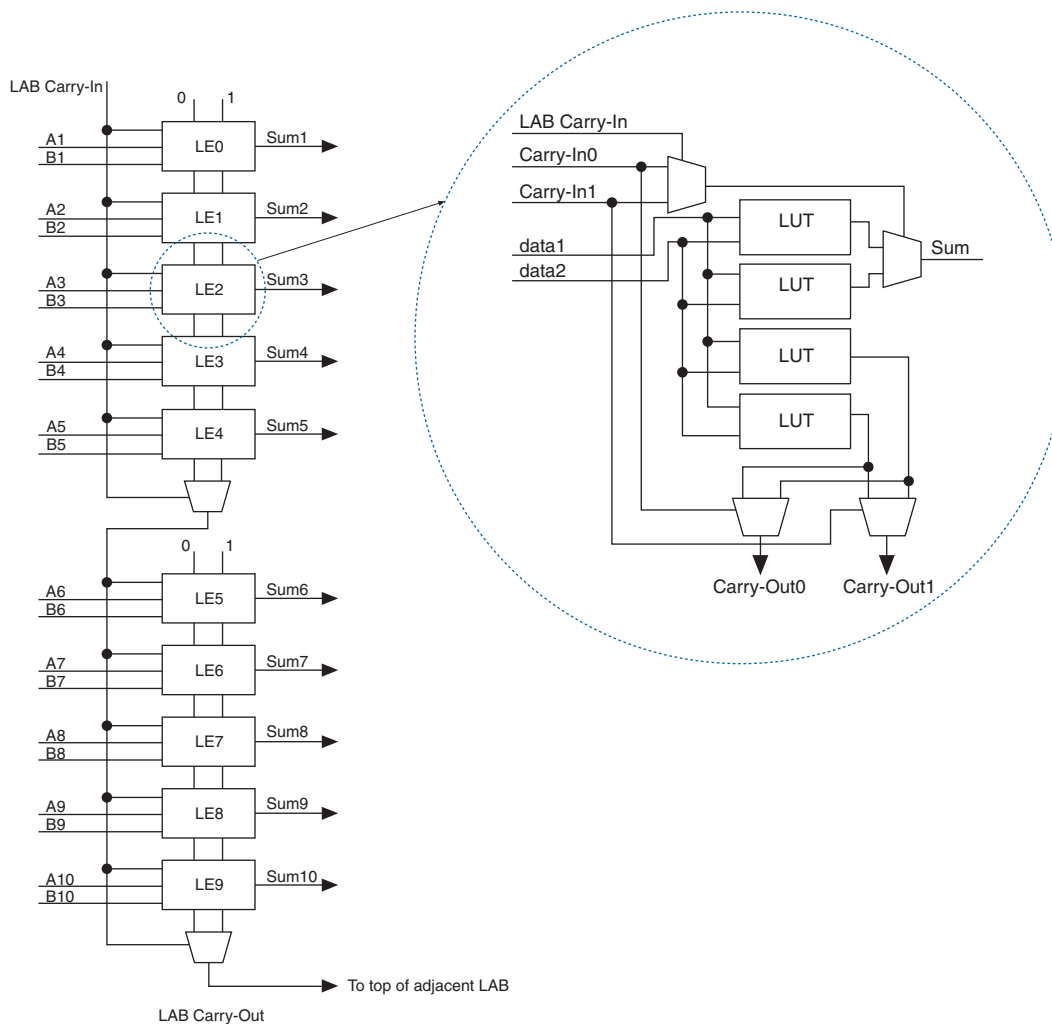 LAB Carry-In
0 1
A1
B1
LE0
Sum1
A2
B2
LE1
Sum2
A3
B3
LE2
Sum3
A4
B4
LE3
Sum4
A5
B5
LE4
Sum5
0 1
A6
B6
LE5
Sum6
A7
B7
LE6
Sum7
A8
B8
LE7
Sum8
A9
B9
LE8
Sum9
A10
B10
LE9
Sum10
To top of adjacent LAB
LAB Carry-Out
LAB Carry-In
Carry-In0
Carry-In1
data1
data2
LUT
LUT
LUT
LUT
Sum
Carry-Out0
Carry-Out1